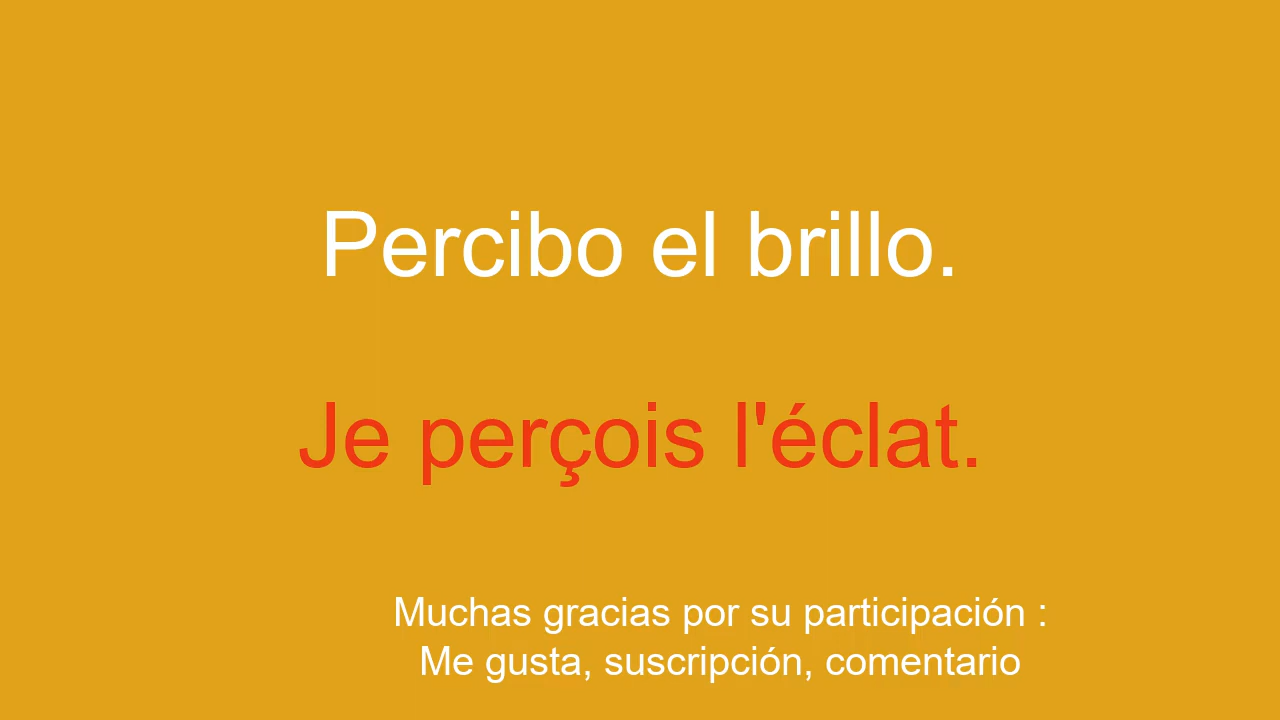 Percibo el brillo.
Je perçois l'éclat.
Muchas gracias por su participación :
Me gusta, suscripción, comentario